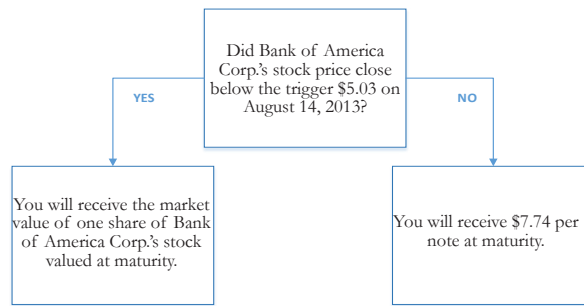 Did Bank of America
Corp.'s stock price close
below the trigger $5.03 on
August 14, 2013?
YES
NO
You will receive the market
value of one share of Bank
of America Corp.'s stock
valued at maturity.
You will receive $7.74 per
note at maturity.